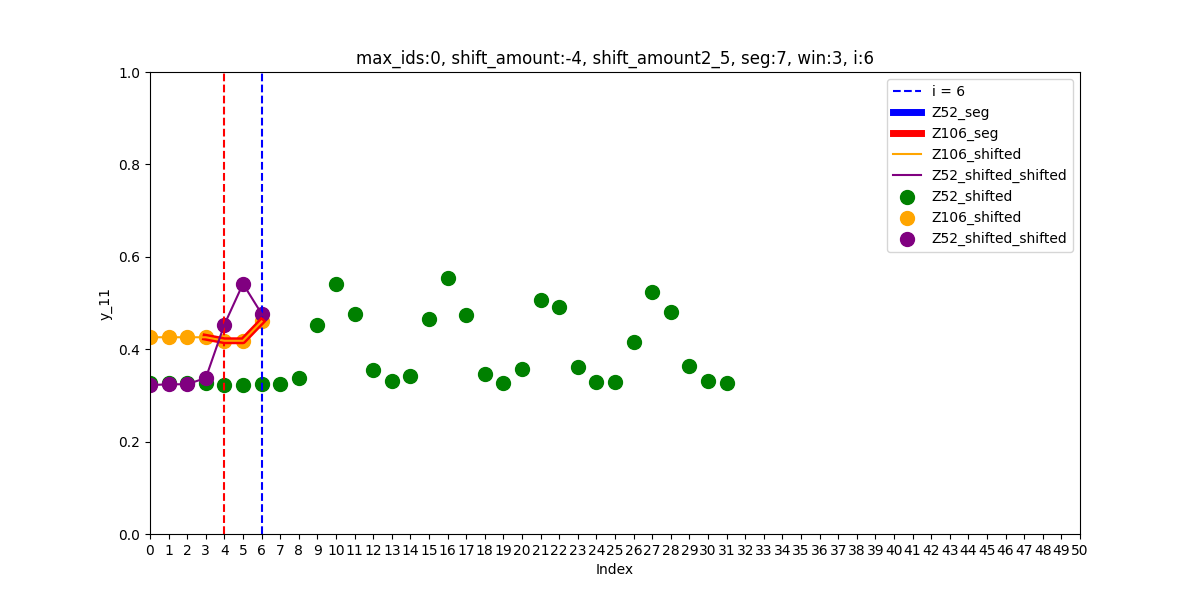 max_ids:0, shift_amount:-4, shift_amount2_5, seg:7, win:3, i:6
1.0
0.8
0.6
0.4
0.2
0.0
y_11
i = 6
Z52_seg
Z106_seg
Z106_shifted
Z52_shifted_shifted
Z52_shifted
Z106_shifted
Z52_shifted_shifted
0 1 2 3 4 5 6 7 8 9 10 11 12 13 14 15 16 17 18 19 20 21 22 23 24 25 26 27 28 29 30 31 32 33 34 35 36 37 38 39 40 41 42 43 44 45 46 47 48 49 50
Index